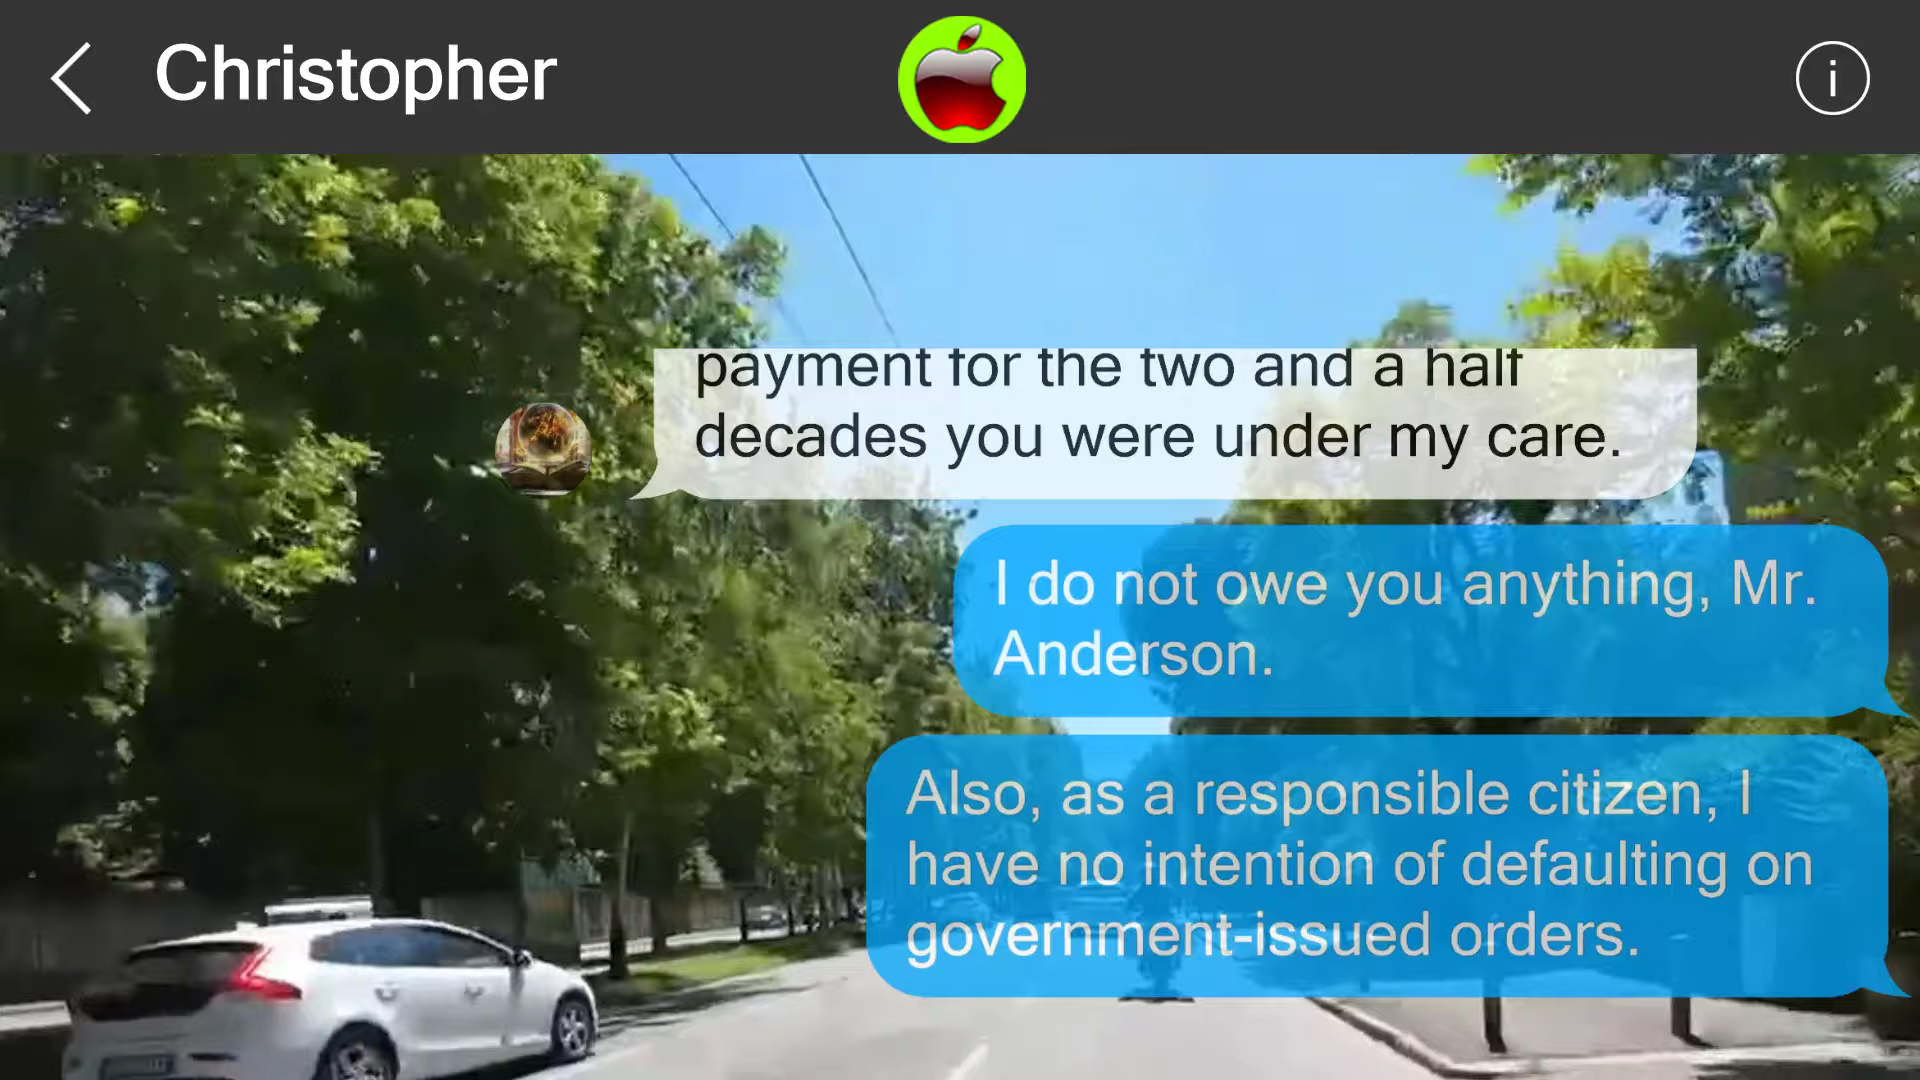 Christopher
i
payment for the two and a half
decades you were under my care.
I do not owe you anything, Mr.
Anderson.
Also, as a responsible citizen, I
have no intention of defaulting on
government-issued orders.